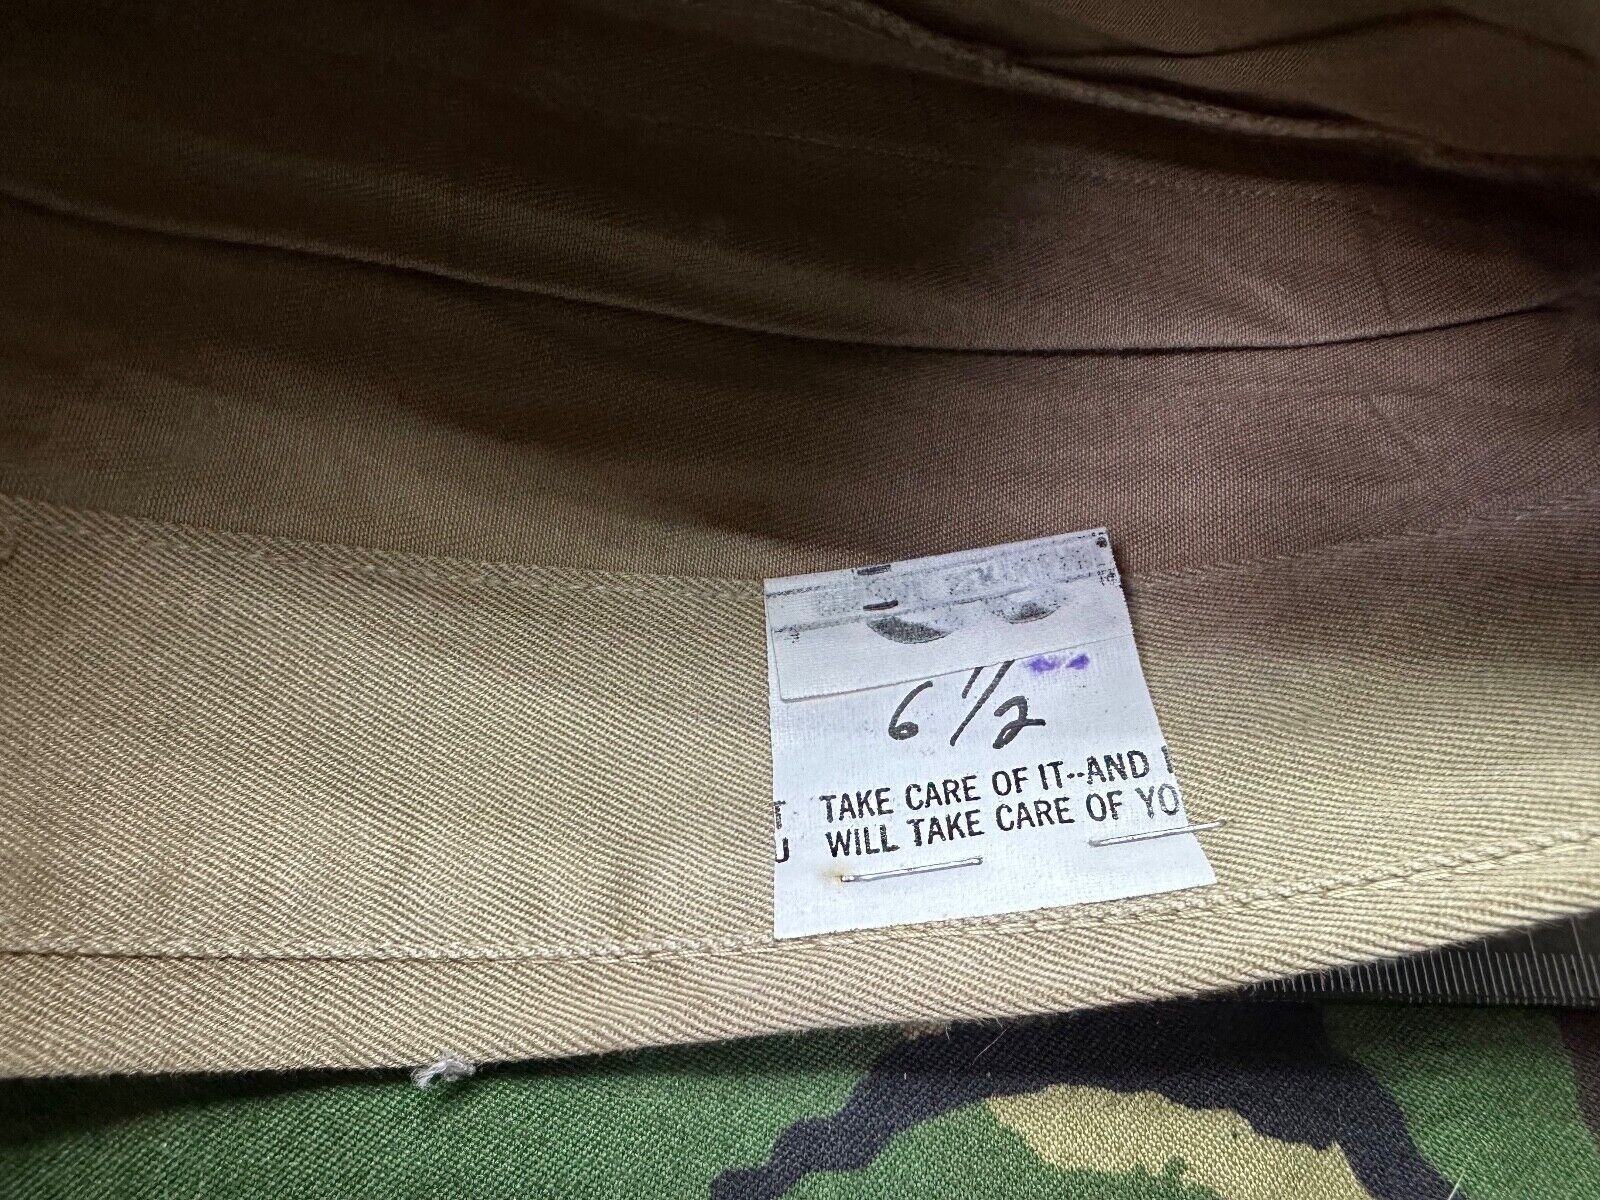 6 1/2
T TAKE CARE OF IT--AND
U WILL TAKE CARE OF YO